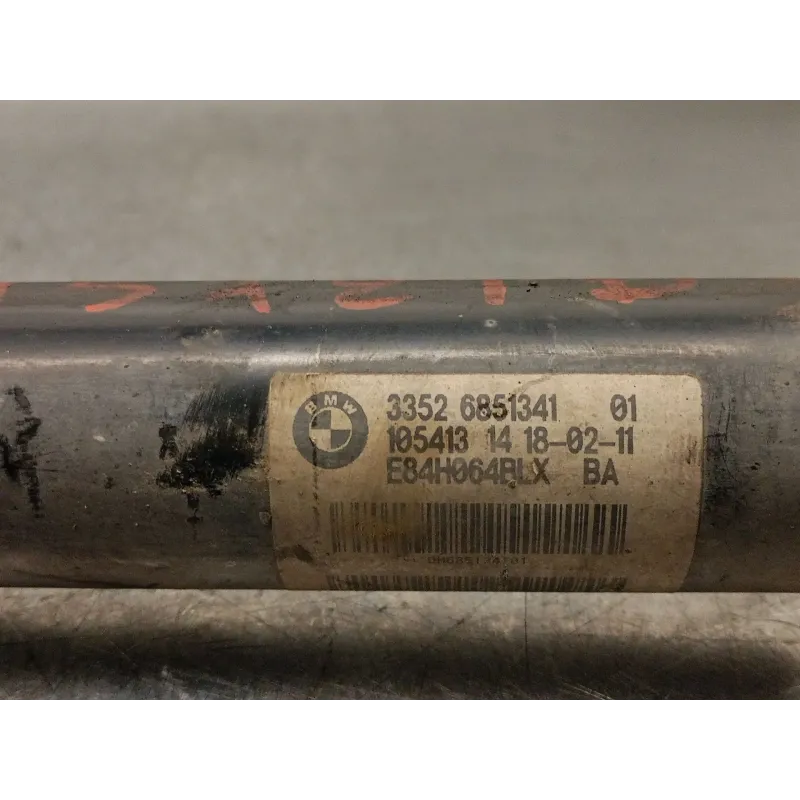 BMW
3352 6851341 01
105413 14 18-02-11
E84H064BLX BA